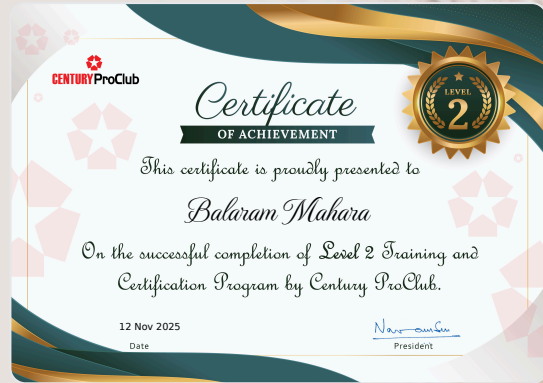 CENTURY ProClub
Certificate
OF ACHIEVEMENT
LEVEL
2
This certificate is proudly presented to
Balaram Mahara
On the successful completion of Level 2 Training and
Certification Program by Century ProClub.
12 Nov 2025
Date
President